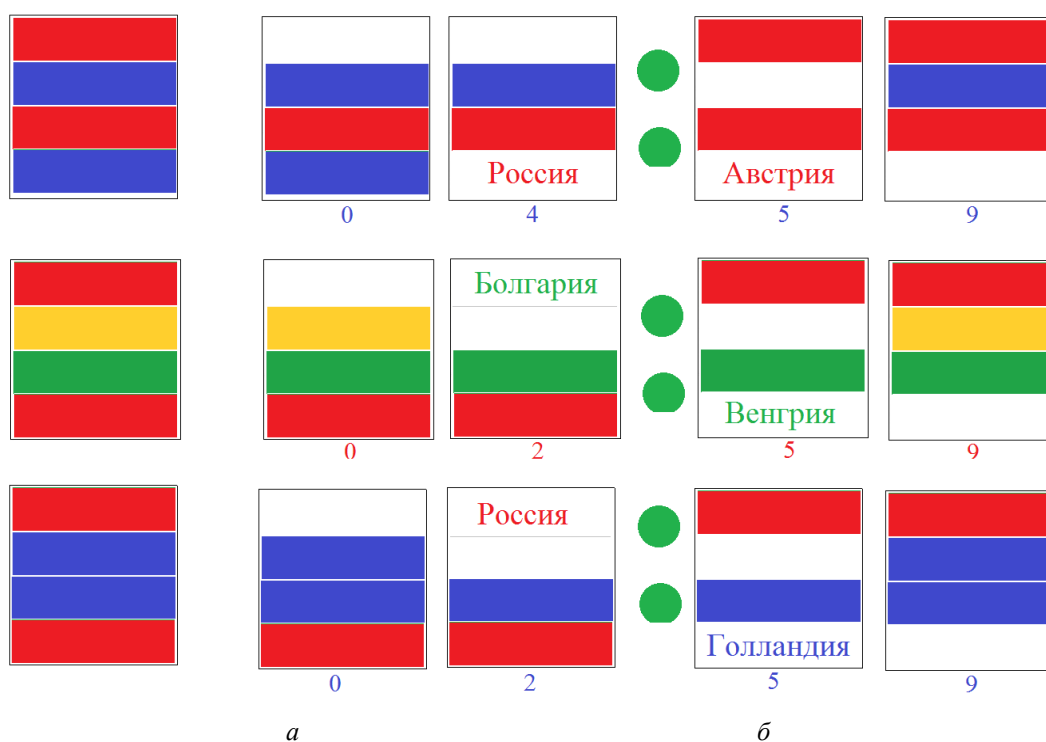 Россия Австрия
0 4 5 9
Болгария
Венгрия
0 2 5 9
Россия
Голландия
0 2 5 9
а б